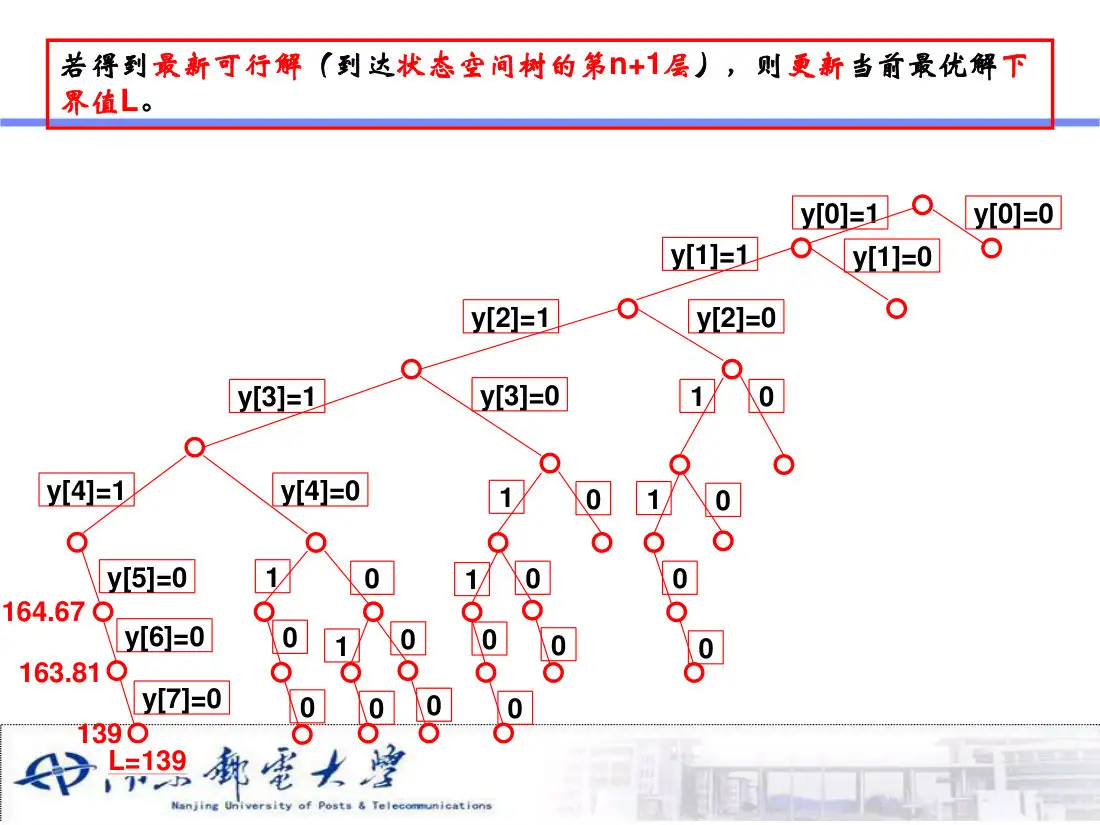 若得到最新可行解（到达状态空间树的第n+1层），则更新当前最优解下
界值L。
y[0]=1 y[0]=0
y[1]=1 y[1]=0
y[2]=1 y[2]=0
y[3]=1 y[3]=0 1 0
y[4]=1 y[4]=0 1 0 1 0
y[5]=0 1 0 1 0 0
164.67
y[6]=0 0 1 0 0 0 0
163.81
y[7]=0 0 0 0 0
139
L=139
郵電大學
Nanjing University of Posts & Telecommunications